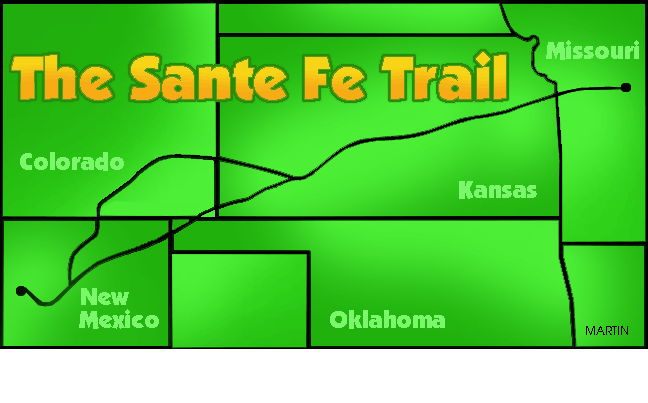 The Sante Fe Trail
Missouri
Colorado
Kansas
New
Mexico
Oklahoma
MARTIN